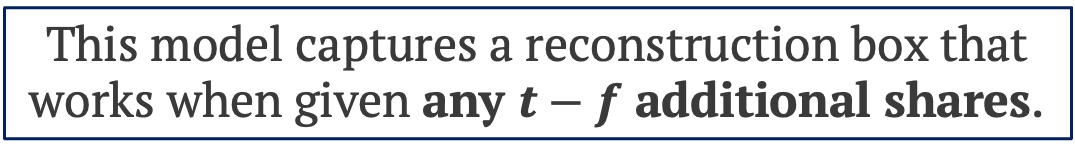 This model captures a reconstruction box that
works when given any t – f additional shares.